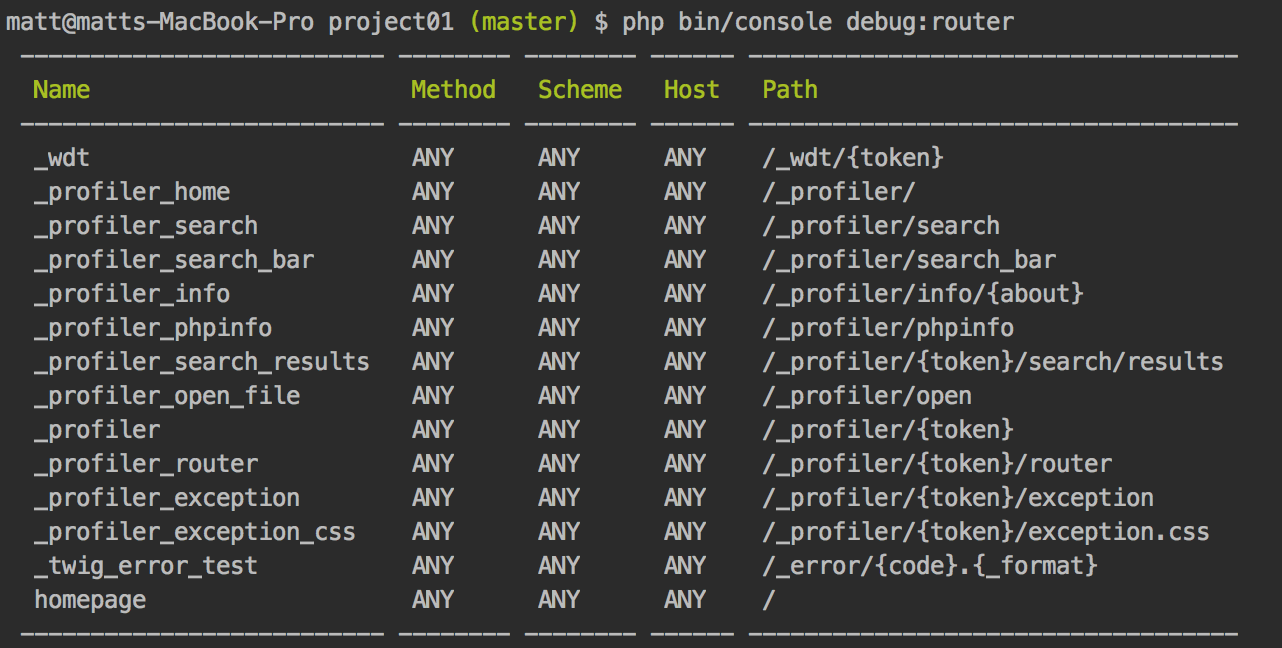 matt@matts-MacBook-Pro project01 (master) $ php bin/console debug:router
-------------------------- -------- -------- ------ -----------------------------------
Name Method Scheme Host Path
-------------------------- -------- -------- ------ -----------------------------------
_wdt ANY ANY ANY /_wdt/{token}
_profiler_home ANY ANY ANY /_profiler/
_profiler_search ANY ANY ANY /_profiler/search
_profiler_search_bar ANY ANY ANY /_profiler/search_bar
_profiler_info ANY ANY ANY /_profiler/info/{about}
_profiler_phpinfo ANY ANY ANY /_profiler/phpinfo
_profiler_search_results ANY ANY ANY /_profiler/{token}/search/results
_profiler_open_file ANY ANY ANY /_profiler/open
_profiler ANY ANY ANY /_profiler/{token}
_profiler_router ANY ANY ANY /_profiler/{token}/router
_profiler_exception ANY ANY ANY /_profiler/{token}/exception
_profiler_exception_css ANY ANY ANY /_profiler/{token}/exception.css
_twig_error_test ANY ANY ANY /_error/{code}.{_format}
homepage ANY ANY ANY /
-------------------------- -------- -------- ------ -----------------------------------